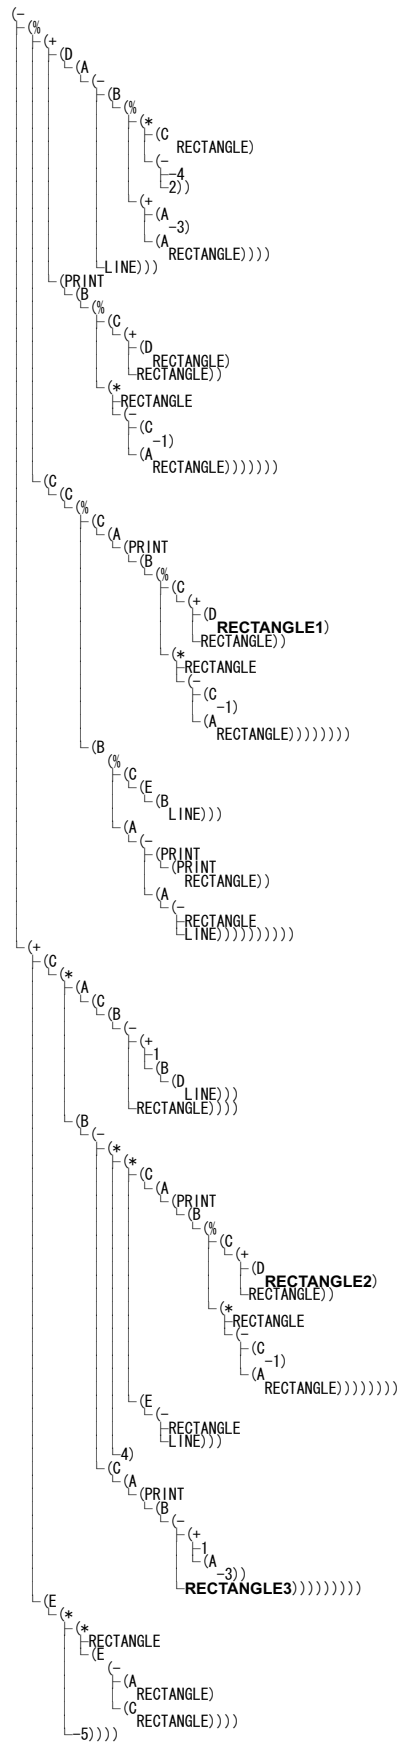 (-
(%
(+
(D
(A
(-
(B
(%
(*
(C
RECTANGLE)
(-
-4
2))
(+
(A
-3)
(A
RECTANGLE))))
LINE)))
(PRINT
(B
(%
(C
(+
(D
RECTANGLE)
RECTANGLE))
(*
RECTANGLE
(-
(C
-1)
(A
RECTANGLE)))))))
(C
(C
(%
(C
(A
(PRINT
(B
(%
(C
(+
(D
RECTANGLE1)
RECTANGLE))
(*
RECTANGLE
(-
(C
-1)
(A
RECTANGLE))))))))
(B
(%
(C
(E
(B
LINE)))
(A
(-
(PRINT
(PRINT
RECTANGLE))
(A
(-
RECTANGLE
LINE))))))))))
(+
(C
(*
(A
(C
(B
(-
(+
1
(B
(D
LINE)))
RECTANGLE))))
(B
(-
(*
(*
(C
(A
(PRINT
(B
(%
(C
(+
(D
RECTANGLE2)
RECTANGLE))
(*
RECTANGLE
(-
(C
-1)
(A
RECTANGLE))))))))
(E
(-
RECTANGLE
LINE)))
4)
(C
(A
(PRINT
(B
(-
(+
1
(A
-3))
RECTANGLE3)))))))))
(E
(*
(*
RECTANGLE
(E
(-
(A
RECTANGLE)
(C
RECTANGLE))))
-5))))